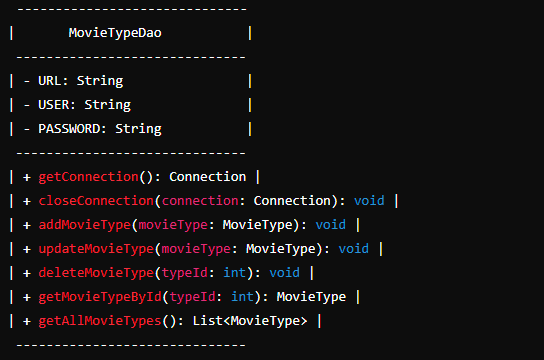 ------------------------------
|       MovieTypeDao           |
------------------------------
| - URL: String                |
| - USER: String               |
| - PASSWORD: String           |
------------------------------
| + getConnection(): Connection |
| + closeConnection(connection: Connection): void |
| + addMovieType(movieType: MovieType): void |
| + updateMovieType(movieType: MovieType): void |
| + deleteMovieType(typeId: int): void |
| + getMovieTypeById(typeId: int): MovieType |
| + getAllMovieTypes(): List<MovieType> |
------------------------------